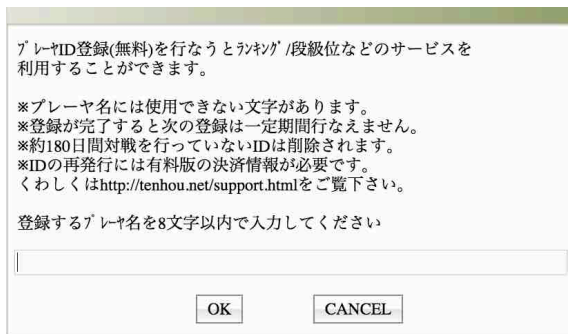 ﾌﾟﾚｰﾔID登録(無料)を行なうとﾗﾝｷﾝｸﾞ/段級位などのサービスを
利用することができます。
※プレーヤ名には使用できない文字があります。
※登録が完了すると次の登録は一定期間行なえません。
※約180日間対戦を行っていないIDは削除されます。
※IDの再発行には有料版の決済情報が必要です。
くわしくはhttp://tenhou.net/support.htmlをご覧下さい。
登録するﾌﾟﾚｰﾔ名を8文字以内で入力してください
OK
CANCEL